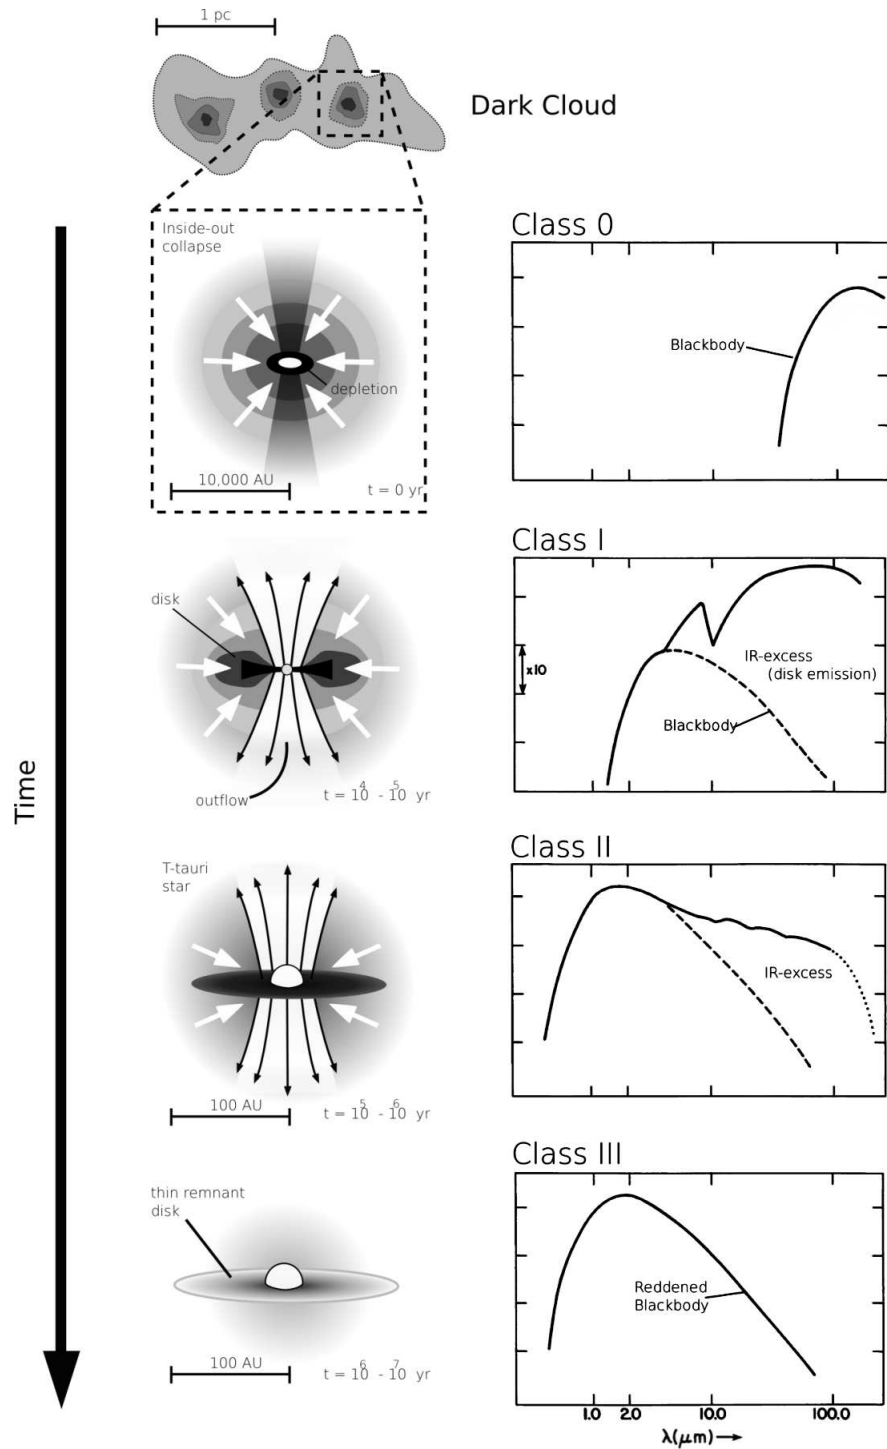 1 pc
Dark Cloud
Time
Inside-out
collapse
depletion
10,000 AU
t = 0 yr
Class 0
Blackbody
disk
outflow
t = 10⁴ - 10⁵ yr
Class I
x10
IR-excess
(disk emission)
Blackbody
T-tauri
star
100 AU
t = 10⁵ - 10⁶ yr
Class II
IR-excess
thin remnant
disk
100 AU
t = 10⁶ - 10⁷ yr
Class III
Reddened
Blackbody
1.0 2.0 10.0 100.0
λ(μm)→